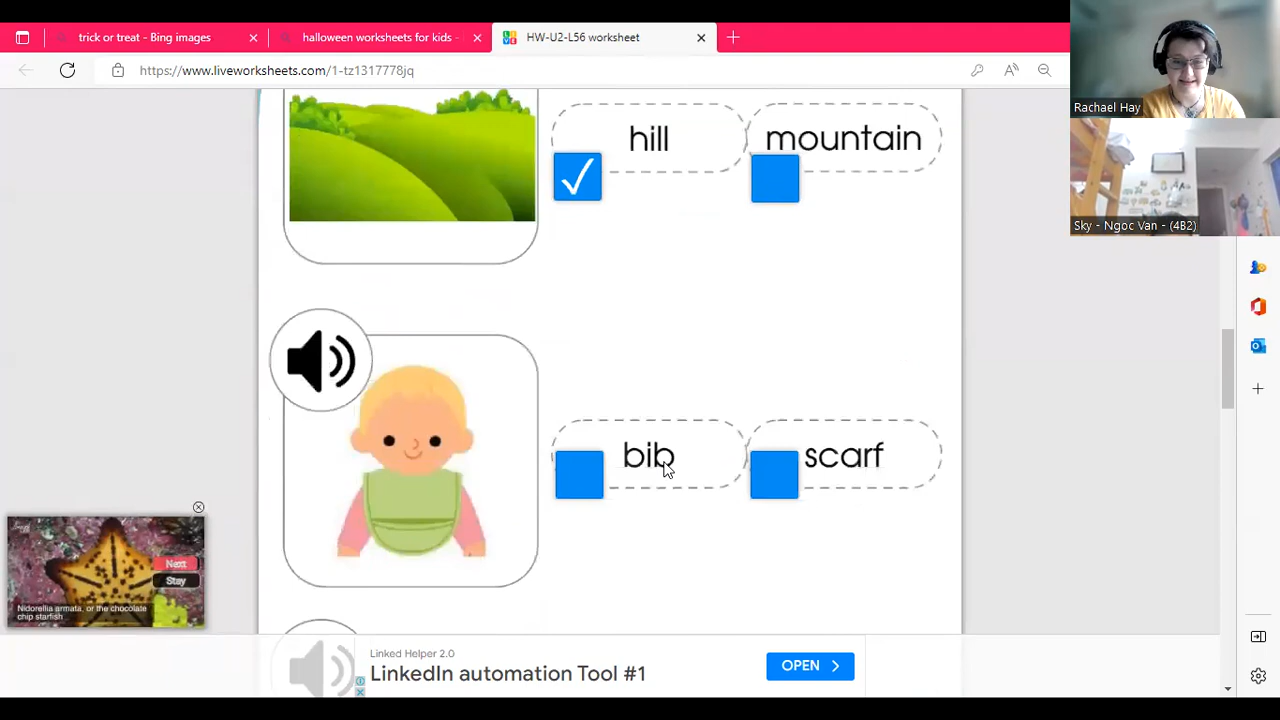 trick or treat - Bing images
halloween worksheets for kids -
HW-U2-L56 worksheet
https://www.liveworksheets.com/1-tz1317778jq
Rachael Hay
Sky - Ngoc Van - (4B2)
hill
mountain
bib
scarf
Next
Stay
Nidorellia armata, or the chocolate
chip starfish
Linked Helper 2.0
LinkedIn automation Tool #1
OPEN